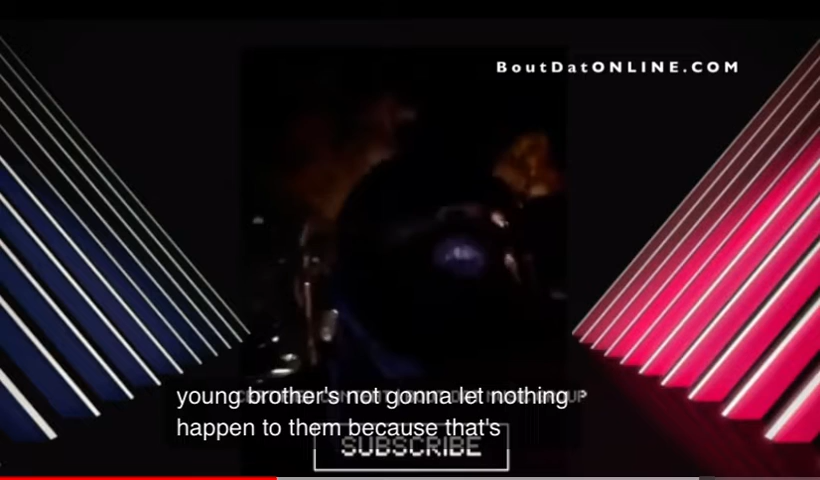 BoutDatONLINE.COM
young brother's not gonna let nothing
happen to them because that's
SUBSCRIBE